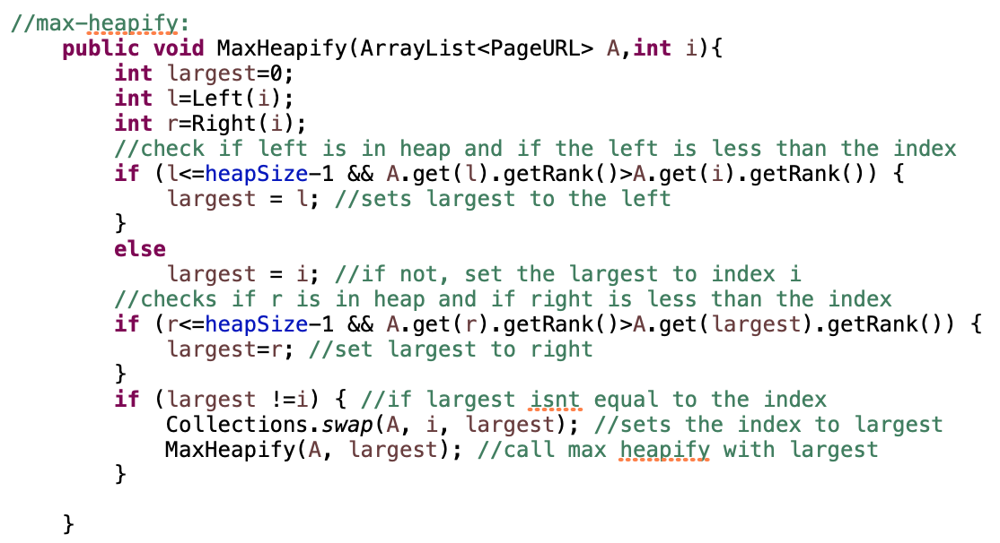 //max-heapify:
    public void MaxHeapify(ArrayList<PageURL> A,int i){
        int largest=0;
        int l=Left(i);
        int r=Right(i);
        //check if left is in heap and if the left is less than the index
        if (l<=heapSize-1 && A.get(l).getRank()>A.get(i).getRank()) {
            largest = l; //sets largest to the left
        }
        else
            largest = i; //if not, set the largest to index i
        //checks if r is in heap and if right is less than the index
        if (r<=heapSize-1 && A.get(r).getRank()>A.get(largest).getRank()) {
            largest=r; //set largest to right
        }
        if (largest !=i) { //if largest isnt equal to the index
            Collections.swap(A, i, largest); //sets the index to largest
            MaxHeapify(A, largest); //call max heapify with largest
        }
    }